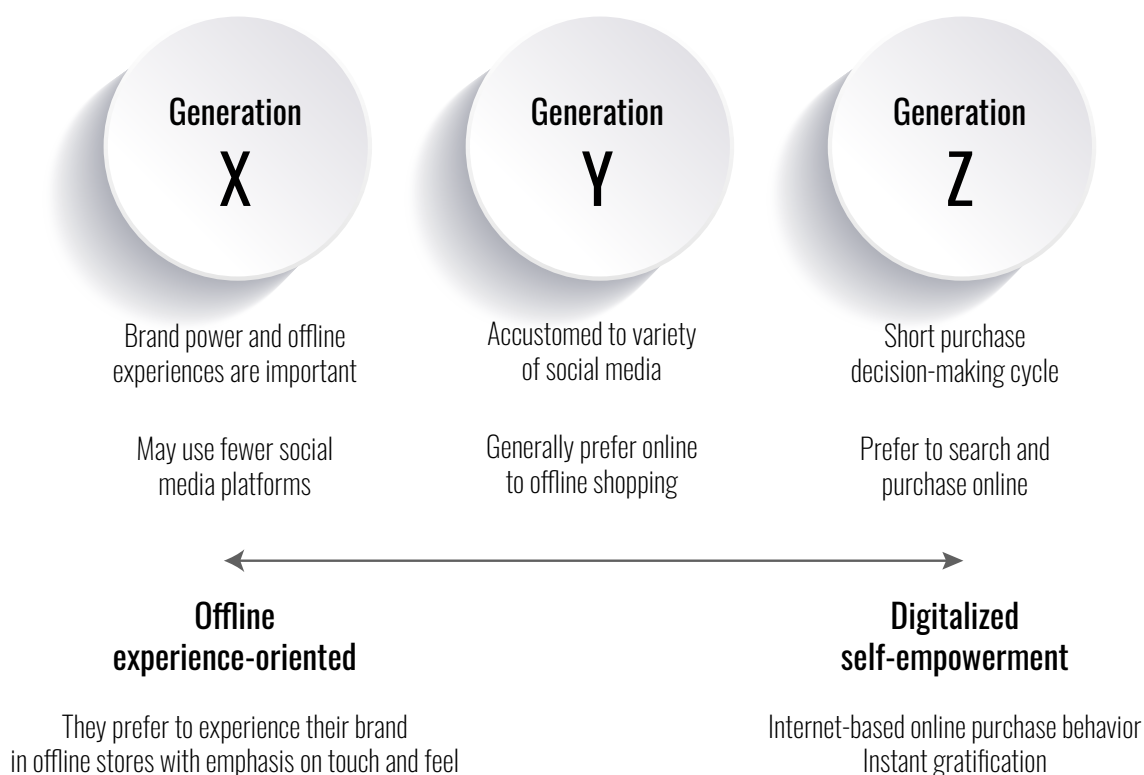 Generation
X
Generation
Y
Generation
Z
Brand power and offline
experiences are important
May use fewer social
media platforms
Accustomed to variety
of social media
Generally prefer online
to offline shopping
Short purchase
decision-making cycle
Prefer to search and
purchase online
Offline
experience-oriented
They prefer to experience their brand
in offline stores with emphasis on touch and feel
Digitalized
self-empowerment
Internet-based online purchase behavior
Instant gratification